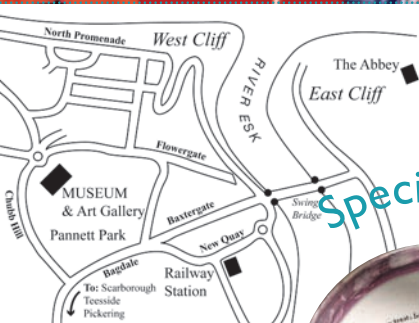 North Promenade
West Cliff
RIVER ESK
The Abbey
East Cliff
Flowergate
MUSEUM
& Art Gallery
Pannett Park
Chubb Hill
Baxtergate
Swing
Bridge
Speci
New Quay
Bagdale
Railway
Station
To: Scarborough
Teesside
Pickering